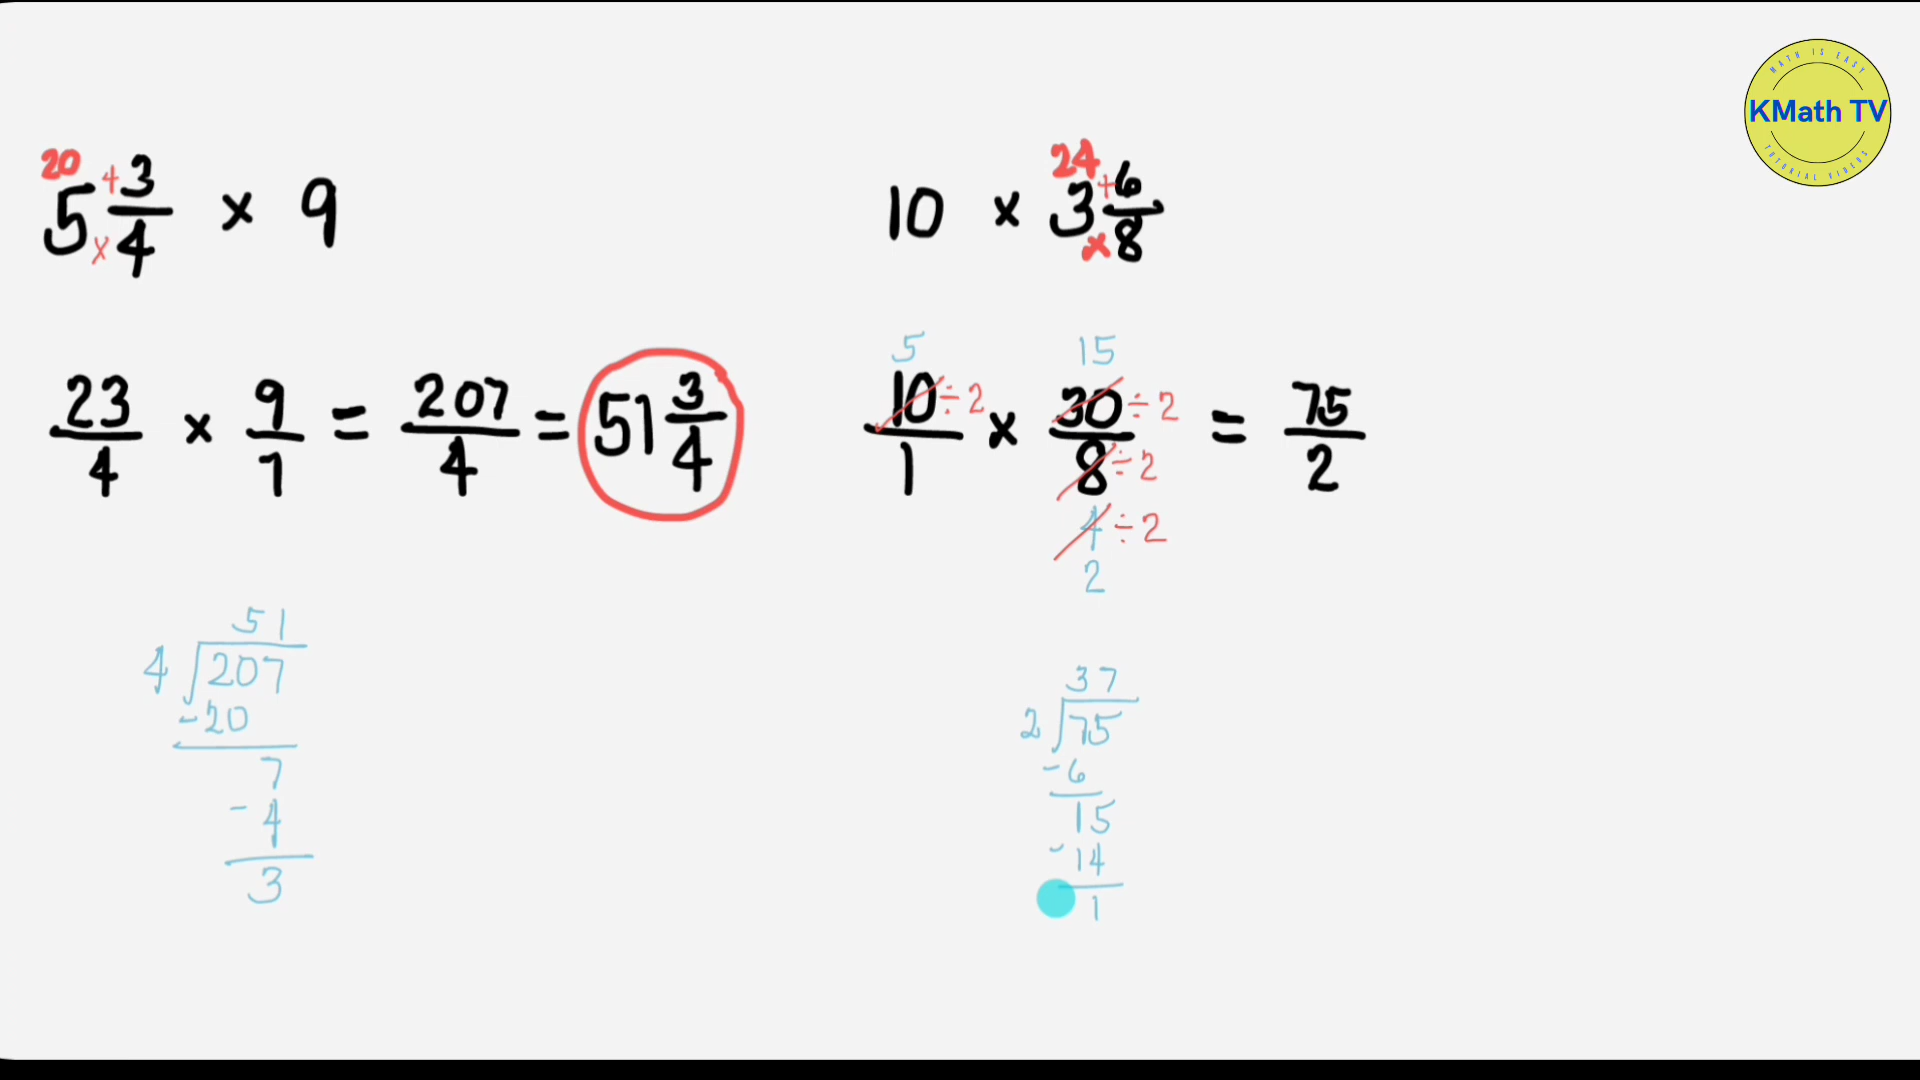 MATH IS EASY
KMath TV
TUTORIAL VIDEOS
20 + 3
5 × 4 × 9
24 + 6
10 × 3 × 8
23/4 × 9/1 = 207/4 = 51 3/4
5 15
10 ÷ 2 / 1 × 30 ÷ 2 / 8 ÷ 2 = 75/2
4 ÷ 2
2
51
4 √207
- 20
7
- 4
3
37
2 √75
- 6
15
- 14
1